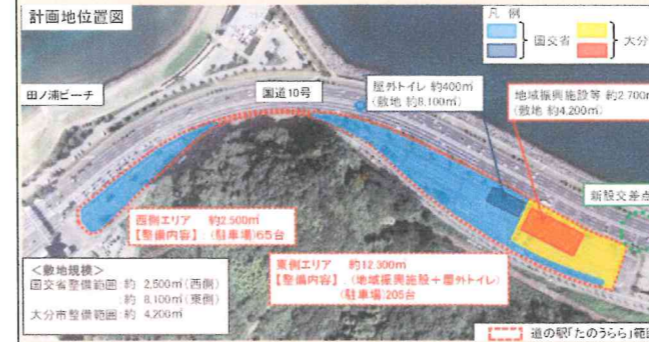 計画地位置図
凡 例
国交省
大分
田ノ浦ビーチ
国道10号
屋外トイレ 約400㎡
(敷地 約8,100㎡)
地域振興施設等 約2,700㎡
(敷地 約4,200㎡)
新設交差点
西側エリア 約2,500㎡
【整備内容】:(駐車場)65台
東側エリア 約12,300㎡
【整備内容】:(地域振興施設+屋外トイレ)
(駐車場)205台
<敷地規模>
国交省整備範囲:約 2,500㎡(西側)
:約 8,100㎡(東側)
大分市整備範囲:約 4,200㎡
道の駅「たのうらら」範囲